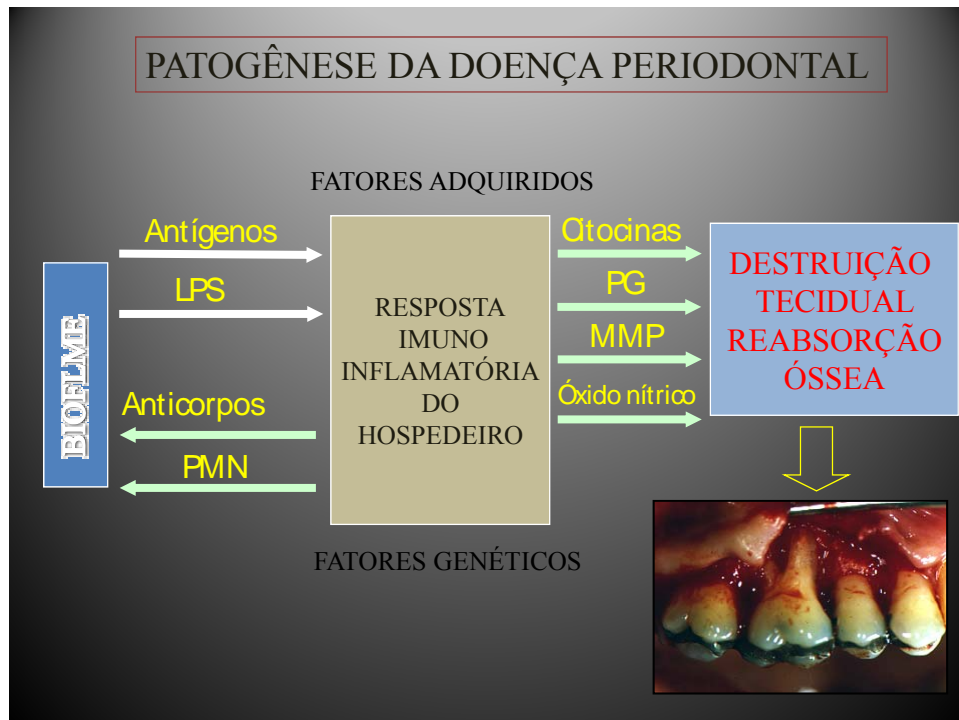 PATOGÊNESE DA DOENÇA PERIODONTAL
FATORES ADQUIRIDOS
Antígenos
LPS
BIOFILME
Anticorpos
PMN
RESPOSTA
IMUNO
INFLAMATÓRIA
DO
HOSPEDEIRO
Citocinas
PG
MMP
Óxido nítrico
DESTRUIÇÃO
TECIDUAL
REABSORÇÃO
ÓSSEA
FATORES GENÉTICOS